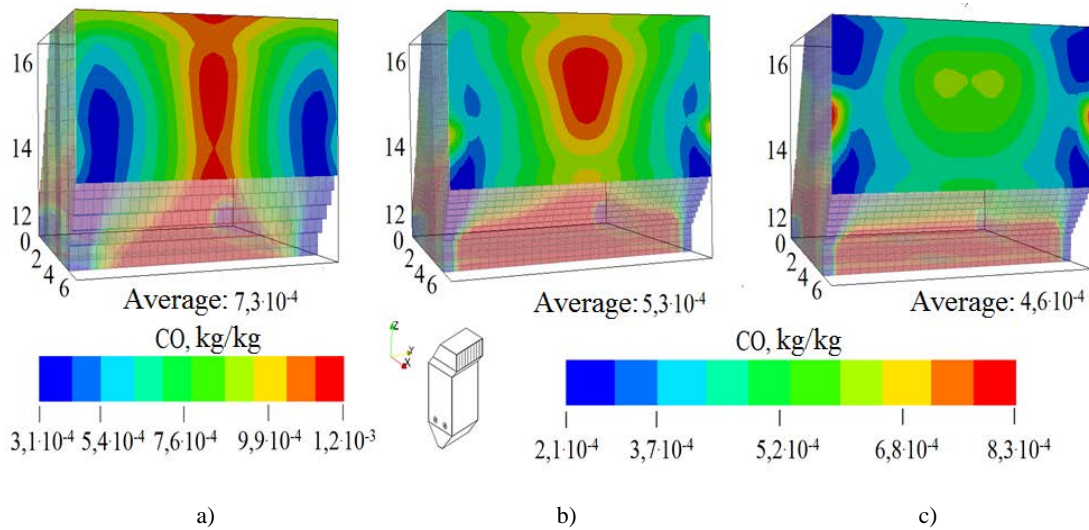 16
14
12
0
2
4
6
Average: 7,3·10⁻⁴
16
14
12
0
2
4
6
Average: 5,3·10⁻⁴
16
14
12
0
2
4
6
Average: 4,6·10⁻⁴
CO, kg/kg
3,1·10⁻⁴ 5,4·10⁻⁴ 7,6·10⁻⁴ 9,9·10⁻⁴ 1,2·10⁻³
Z
Y
X
CO, kg/kg
2,1·10⁻⁴ 3,7·10⁻⁴ 5,2·10⁻⁴ 6,8·10⁻⁴ 8,3·10⁻⁴
a) b) c)